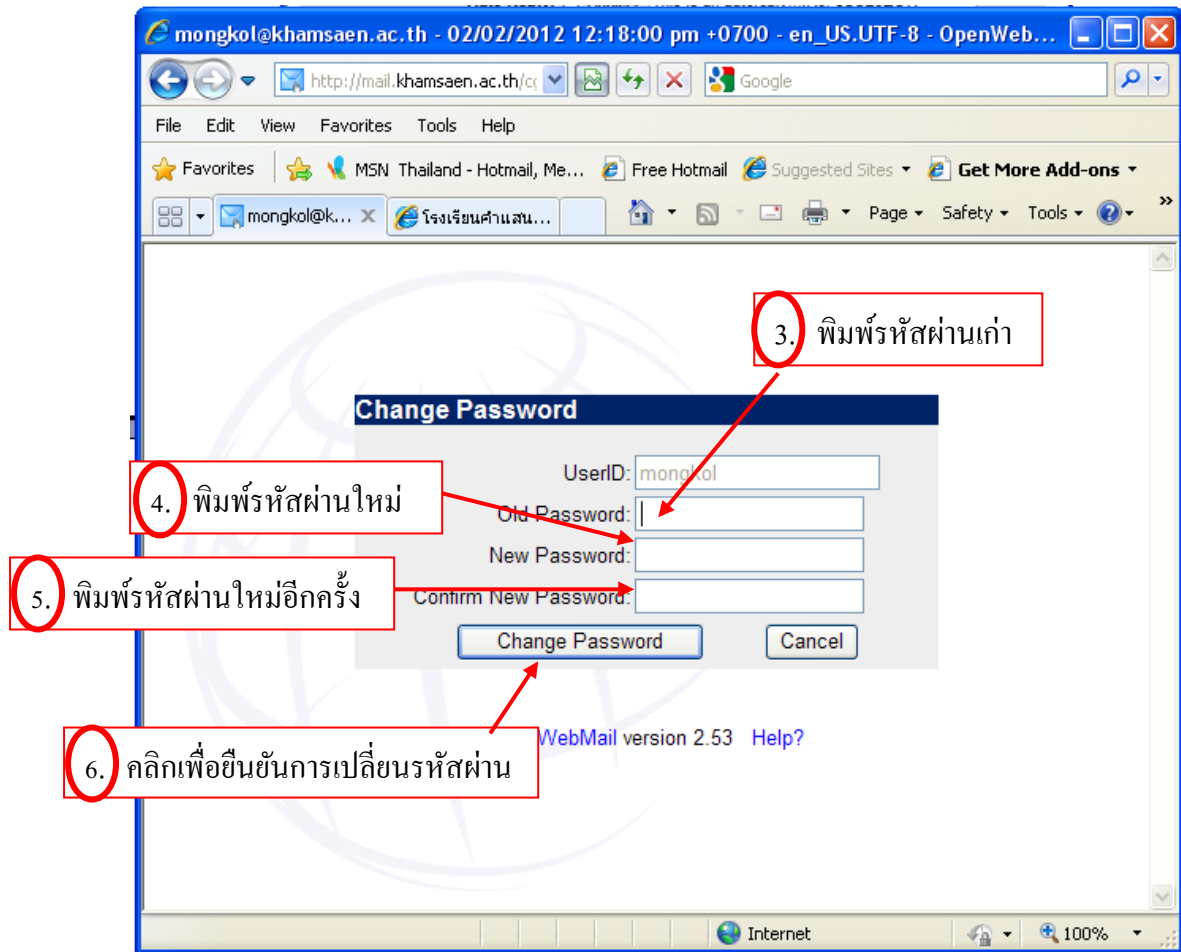 mongkol@khamsaen.ac.th - 02/02/2012 12:18:00 pm +0700 - en_US.UTF-8 - OpenWeb...
http://mail.khamsaen.ac.th/c
Google
File Edit View Favorites Tools Help
Favorites MSN Thailand - Hotmail, Me... Free Hotmail Suggested Sites Get More Add-ons
mongkol@k... โรงเรียนคำแสน... Page Safety Tools
3. พิมพ์รหัสผ่านเก่า
Change Password
UserID: mongkol
4. พิมพ์รหัสผ่านใหม่
Old Password:
New Password:
5. พิมพ์รหัสผ่านใหม่อีกครั้ง
Confirm New Password:
Change Password Cancel
WebMail version 2.53 Help?
6. คลิกเพื่อยืนยันการเปลี่ยนรหัสผ่าน
Internet 100%